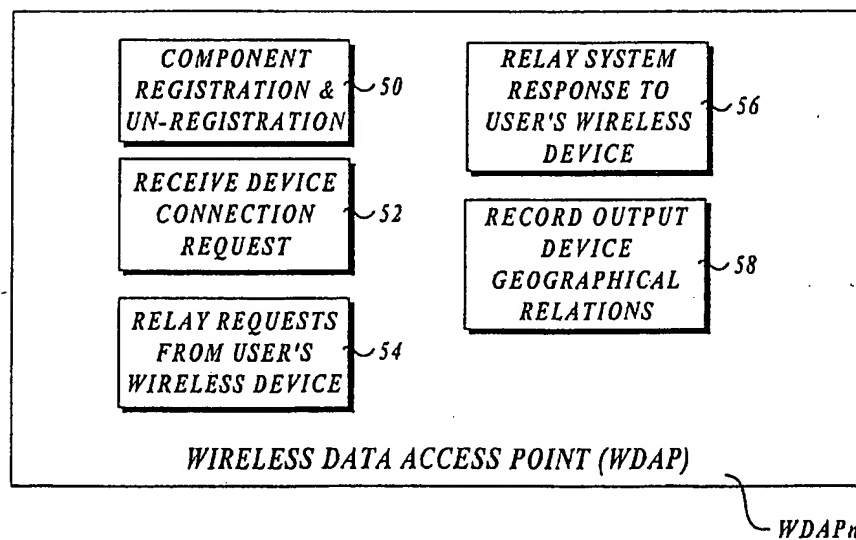 COMPONENT
REGISTRATION &
UN-REGISTRATION
50
RECEIVE DEVICE
CONNECTION
REQUEST
52
RELAY REQUESTS
FROM USER'S
WIRELESS DEVICE
54
RELAY SYSTEM
RESPONSE TO
USER'S WIRELESS
DEVICE
56
RECORD OUTPUT
DEVICE
GEOGRAPHICAL
RELATIONS
58
WIRELESS DATA ACCESS POINT (WDAP)
WDAPn